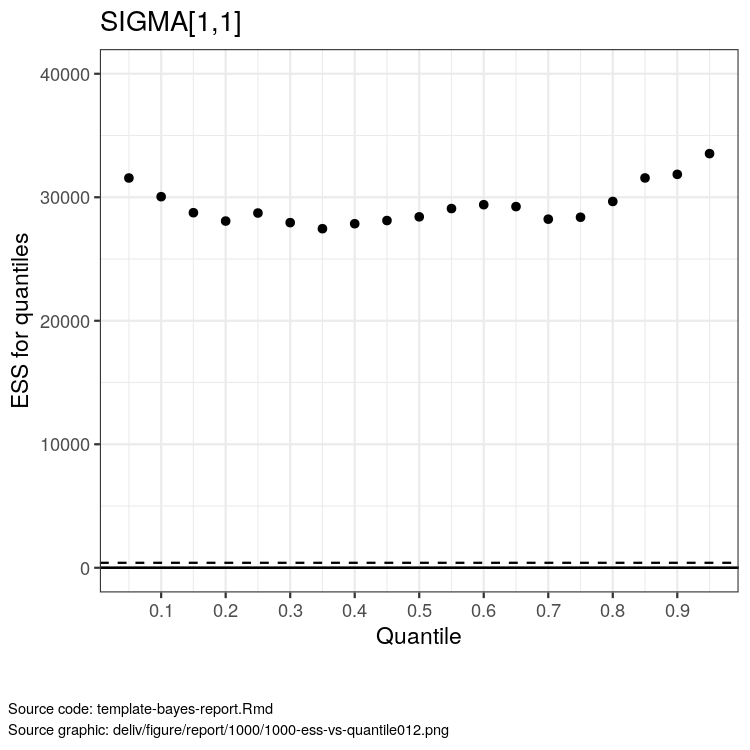 SIGMA[1,1]
40000
30000
20000
10000
0
ESS for quantiles
0.1 0.2 0.3 0.4 0.5 0.6 0.7 0.8 0.9
Quantile
Source code: template-bayes-report.Rmd
Source graphic: deliv/figure/report/1000/1000-ess-vs-quantile012.png